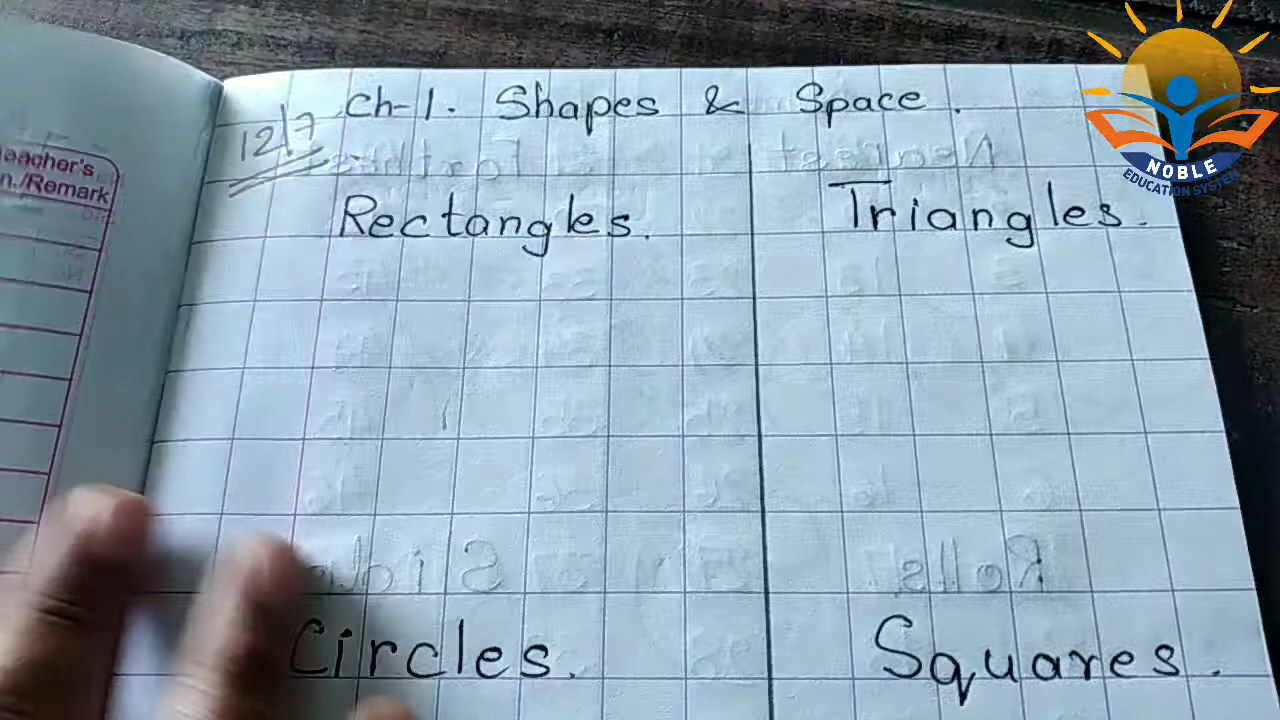 Ch-1. Shapes & Space.
12/7
Rectangles. Triangles.
Circles. Squares.
Teacher's
n./Remark
NOBLE
EDUCATION SYSTEM